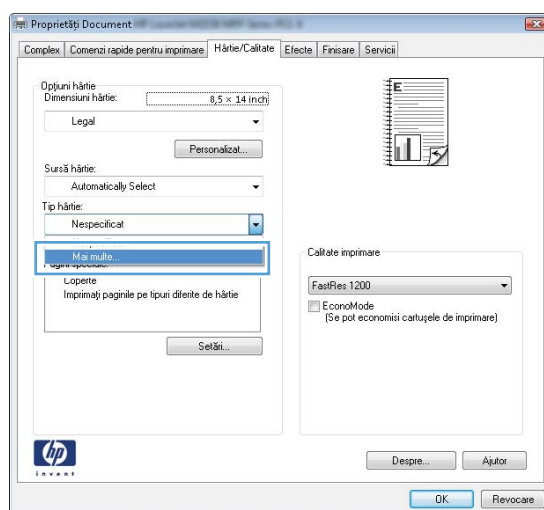 Proprietăți Document
Complex Comenzi rapide pentru imprimare Hârtie/Calitate Efecte Finisare Servicii
Opțiuni hârtie
Dimensiuni hârtie: 8,5 × 14 inch
Legal
Personalizat...
Sursă hârtie:
Automatically Select
Tip hârtie:
Nespecificat
Mai multe...
Coperte
Imprimați paginile pe tipuri diferite de hârtie
Setări...
E
Calitate imprimare
FastRes 1200
EconoMode
(Se pot economisi cartușele de imprimare)
hp
invent
Despre... Ajutor
OK Revocare